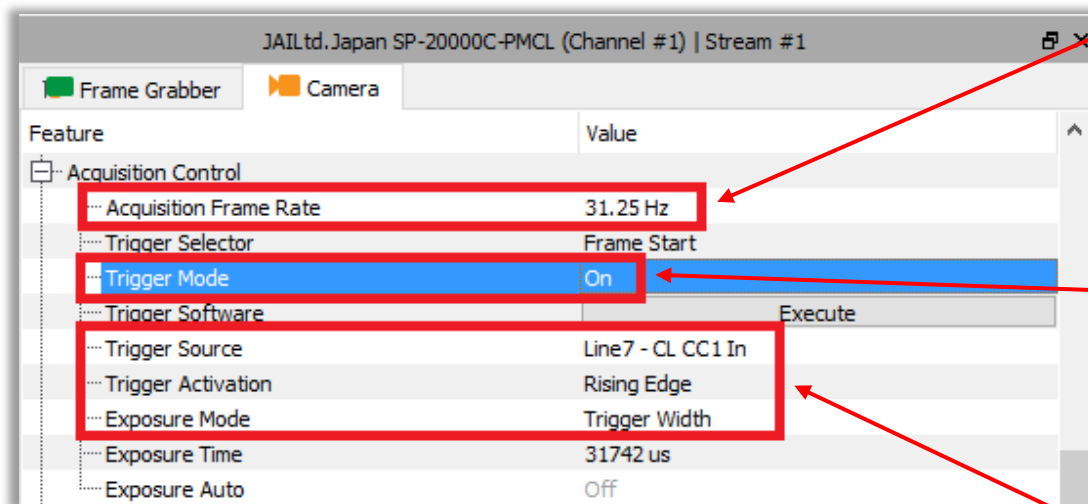 JAILtd.Japan SP-20000C-PMCL (Channel #1) | Stream #1
Frame Grabber Camera
Feature Value
Acquisition Control
Acquisition Frame Rate 31.25 Hz
Trigger Selector Frame Start
Trigger Mode On
Trigger Software Execute
Trigger Source Line7 - CL CC1 In
Trigger Activation Rising Edge
Exposure Mode Trigger Width
Exposure Time 31742 us
Exposure Auto Off